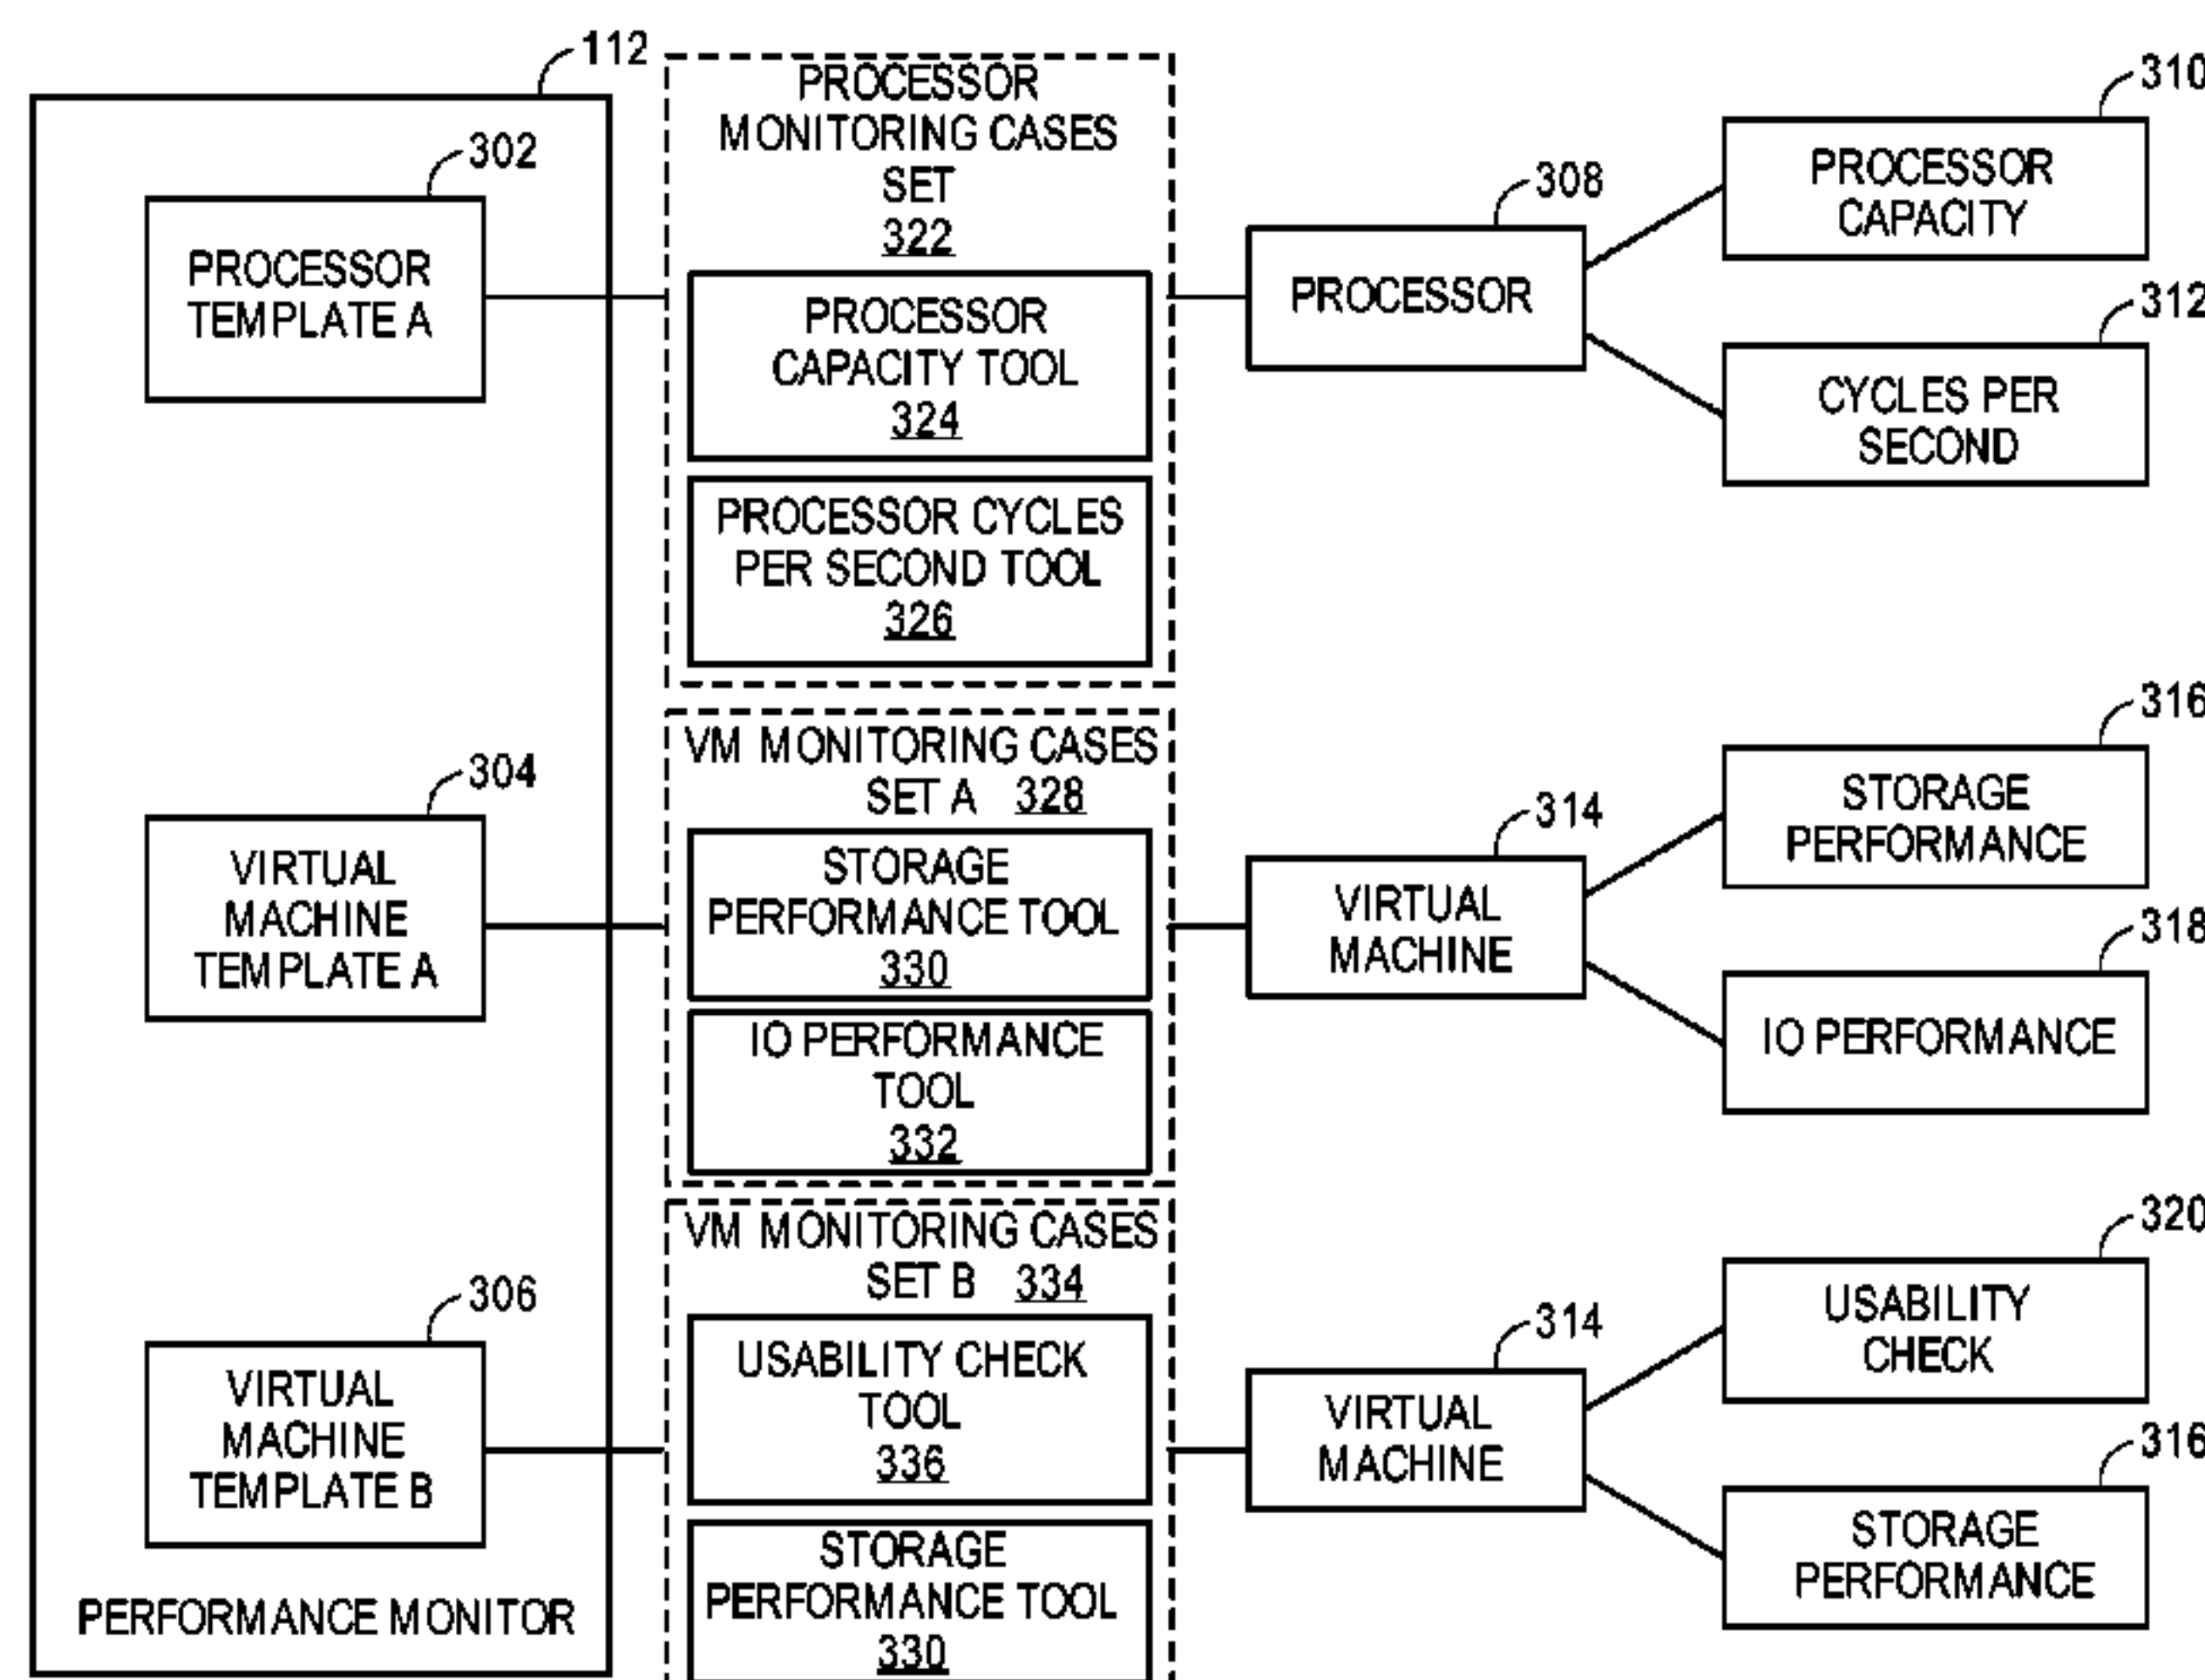 112
302
PROCESSOR
TEMPLATE A
304
VIRTUAL
MACHINE
TEMPLATE A
306
VIRTUAL
MACHINE
TEMPLATE B
PERFORMANCE MONITOR
PROCESSOR
MONITORING CASES
SET
322
PROCESSOR
CAPACITY TOOL
324
PROCESSOR CYCLES
PER SECOND TOOL
326
VM MONITORING CASES
SET A 328
STORAGE
PERFORMANCE TOOL
330
IO PERFORMANCE
TOOL
332
VM MONITORING CASES
SET B 334
USABILITY CHECK
TOOL
336
STORAGE
PERFORMANCE TOOL
330
308
PROCESSOR
310
PROCESSOR
CAPACITY
312
CYCLES PER
SECOND
314
VIRTUAL
MACHINE
316
STORAGE
PERFORMANCE
318
IO PERFORMANCE
314
VIRTUAL
MACHINE
320
USABILITY
CHECK
316
STORAGE
PERFORMANCE